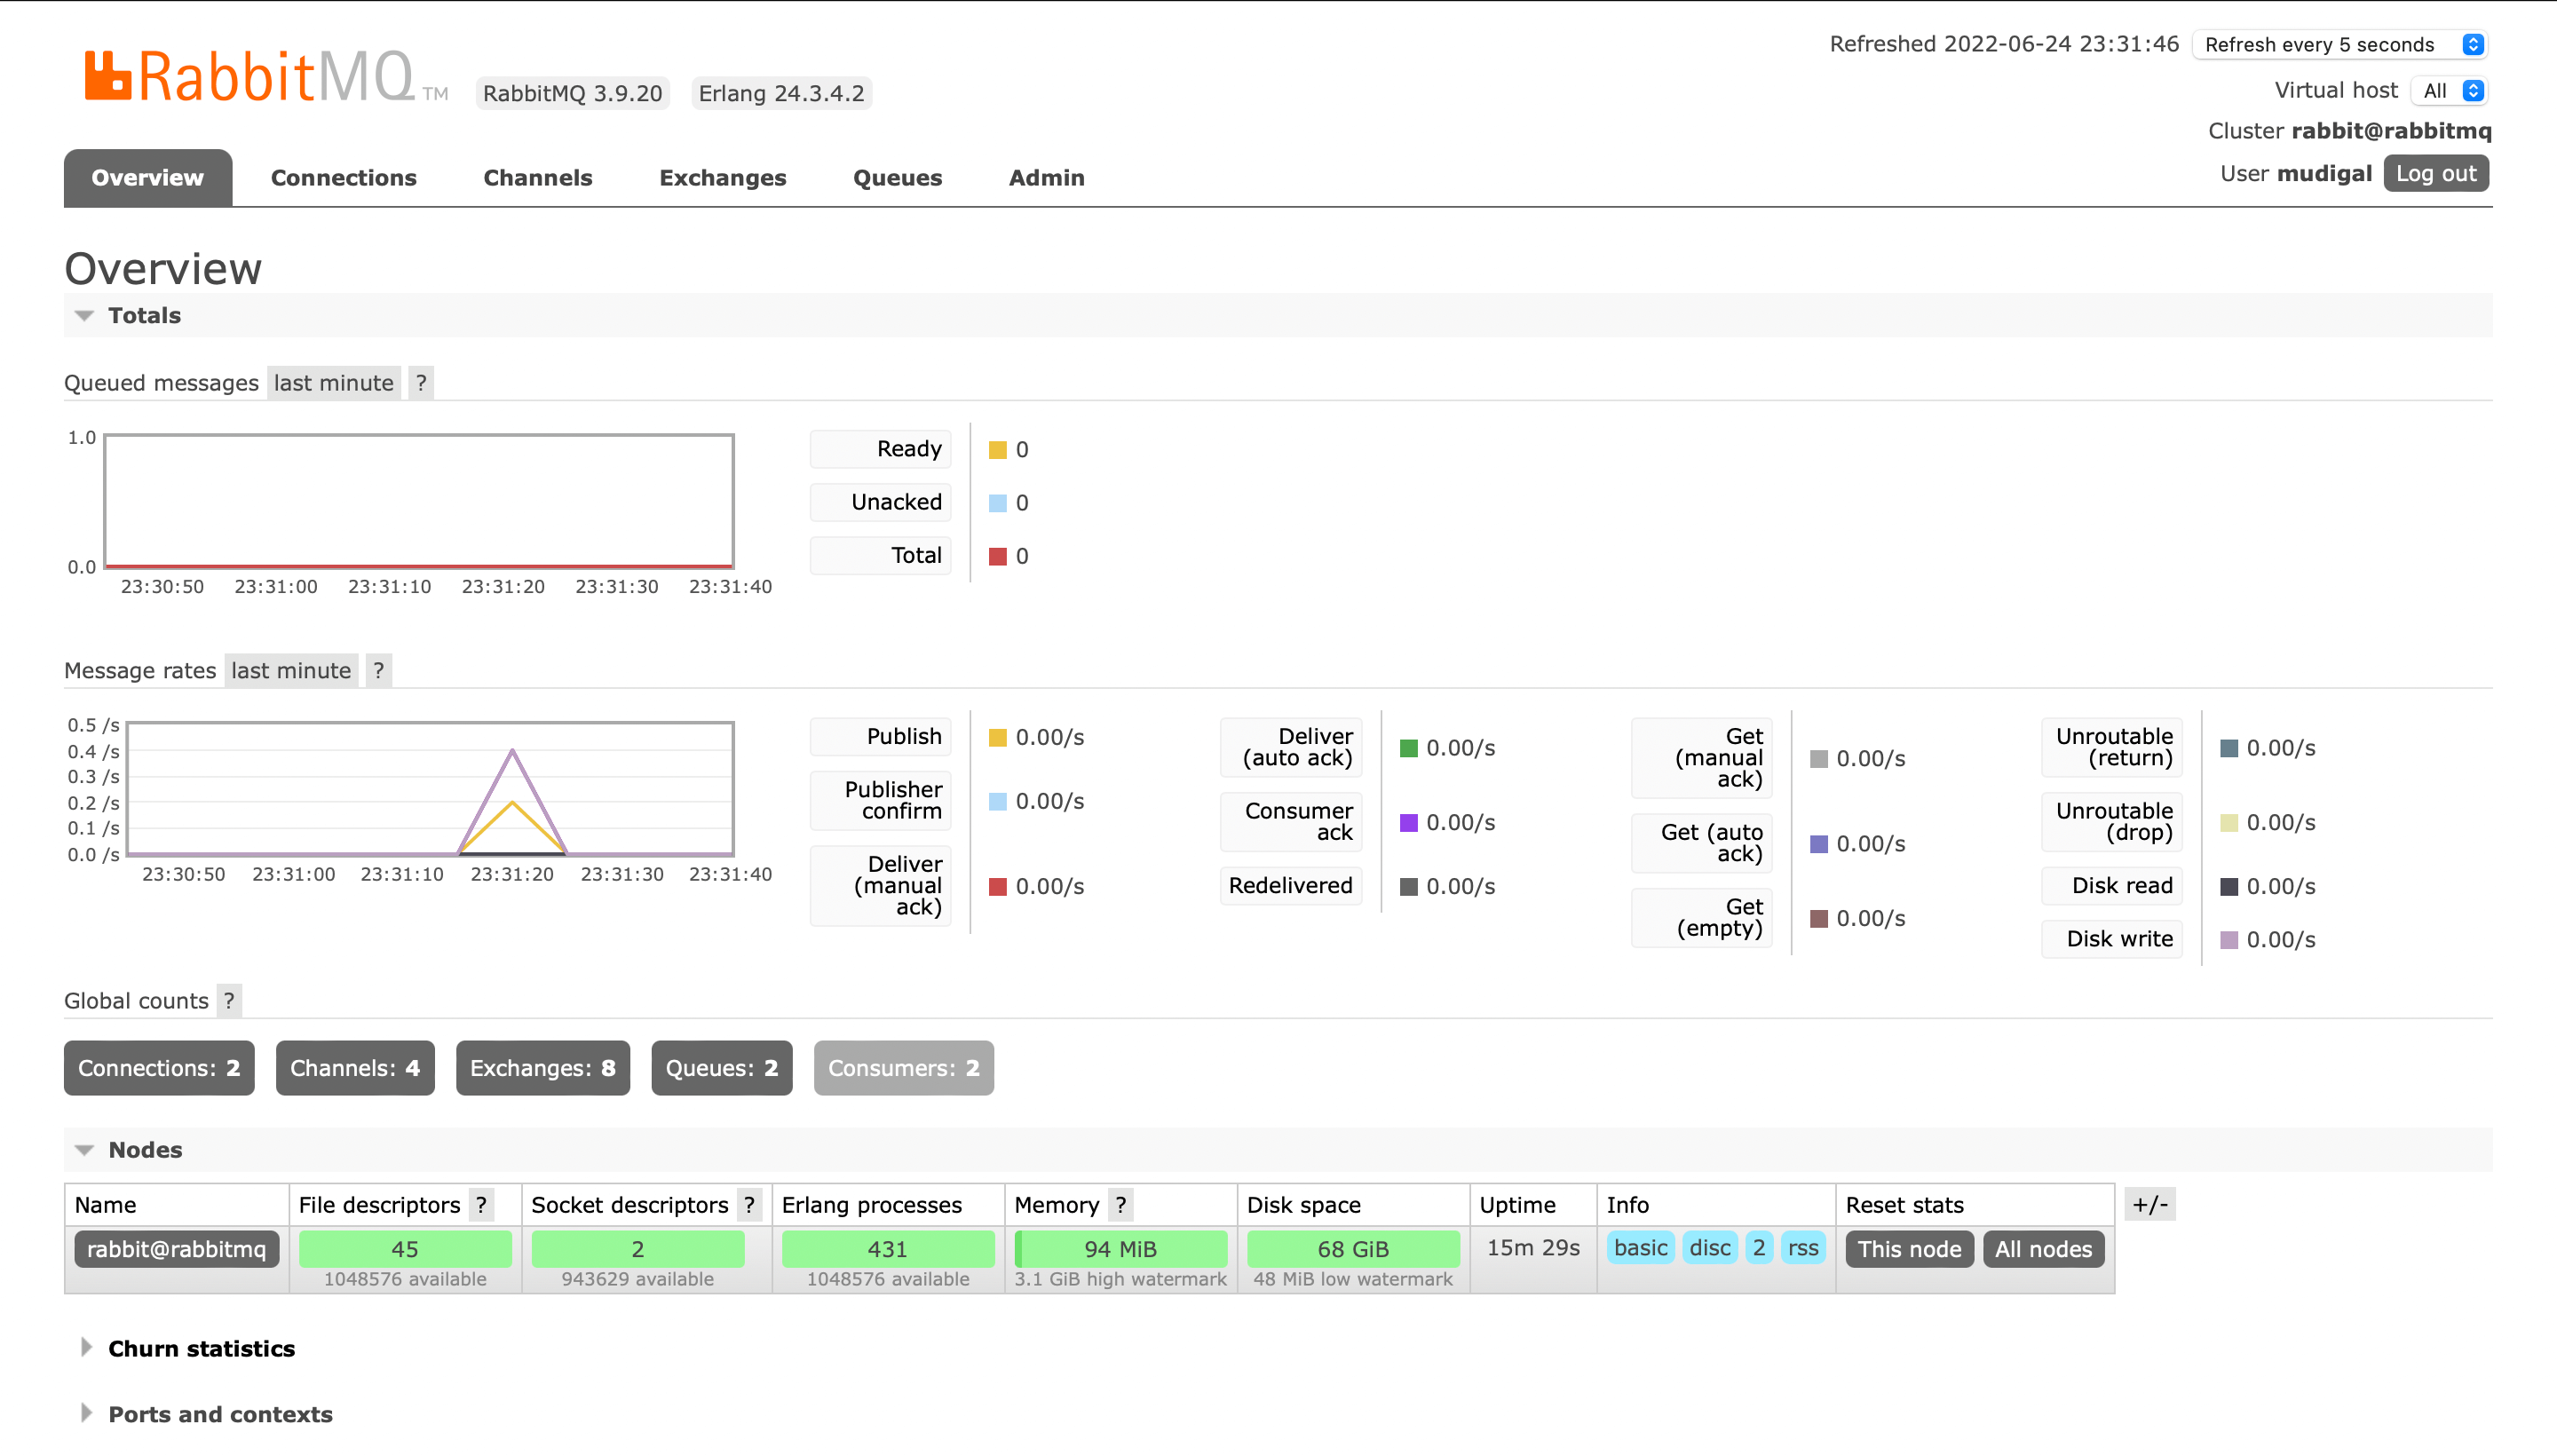 RabbitMQ TM RabbitMQ 3.9.20 Erlang 24.3.4.2
Refreshed 2022-06-24 23:31:46 Refresh every 5 seconds
Virtual host All
Cluster rabbit@rabbitmq
User mudigal Log out
Overview Connections Channels Exchanges Queues Admin
Overview
Totals
Queued messages last minute ?
1.0
0.0
23:30:50 23:31:00 23:31:10 23:31:20 23:31:30 23:31:40
Ready 0
Unacked 0
Total 0
Message rates last minute ?
0.5 /s
0.4 /s
0.3 /s
0.2 /s
0.1 /s
0.0 /s
23:30:50 23:31:00 23:31:10 23:31:20 23:31:30 23:31:40
Publish 0.00/s
Publisher
confirm 0.00/s
Deliver
(manual
ack) 0.00/s
Deliver
(auto ack) 0.00/s
Consumer
ack 0.00/s
Redelivered 0.00/s
Get
(manual
ack) 0.00/s
Get (auto
ack) 0.00/s
Get
(empty) 0.00/s
Unroutable
(return) 0.00/s
Unroutable
(drop) 0.00/s
Disk read 0.00/s
Disk write 0.00/s
Global counts ?
Connections: 2 Channels: 4 Exchanges: 8 Queues: 2 Consumers: 2
Nodes
Name File descriptors ? Socket descriptors ? Erlang processes Memory ? Disk space Uptime Info Reset stats +/-
rabbit@rabbitmq 45 2 431 94 MiB 68 GiB 15m 29s basic disc 2 rss This node All nodes
1048576 available 943629 available 1048576 available 3.1 GiB high watermark 48 MiB low watermark
Churn statistics
Ports and contexts